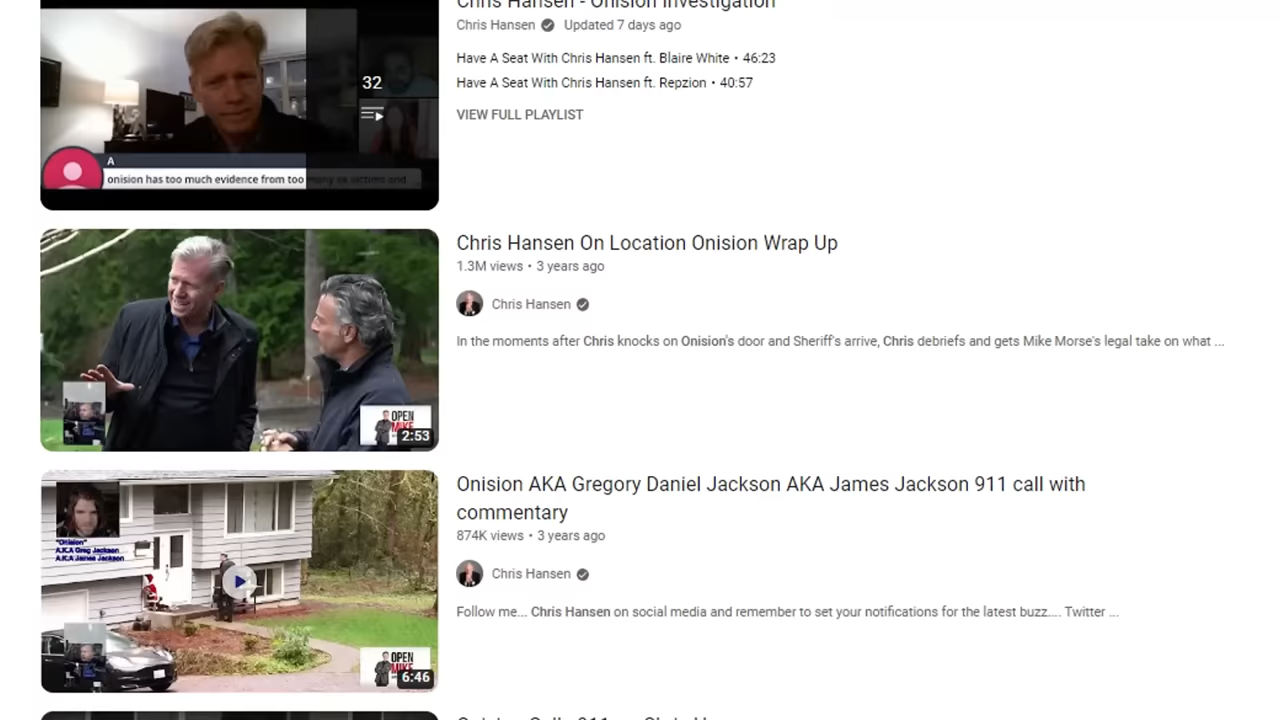 Chris Hansen - Onision Investigation
Chris Hansen Updated 7 days ago
Have A Seat With Chris Hansen ft. Blaire White • 46:23
Have A Seat With Chris Hansen ft. Repzion • 40:57
VIEW FULL PLAYLIST
32
A
onision has too much evidence from too many ex victims and
Chris Hansen On Location Onision Wrap Up
1.3M views • 3 years ago
Chris Hansen
In the moments after Chris knocks on Onision's door and Sheriff's arrive, Chris debriefs and gets Mike Morse's legal take on what ...
OPEN
MIKE
2:53
Onision AKA Gregory Daniel Jackson AKA James Jackson 911 call with
commentary
874K views • 3 years ago
Chris Hansen
Follow me... Chris Hansen on social media and remember to set your notifications for the latest buzz.... Twitter ...
"Onision"
A.K.A Greg Jackson
A.K.A James Jackson
OPEN
MIKE
6:46